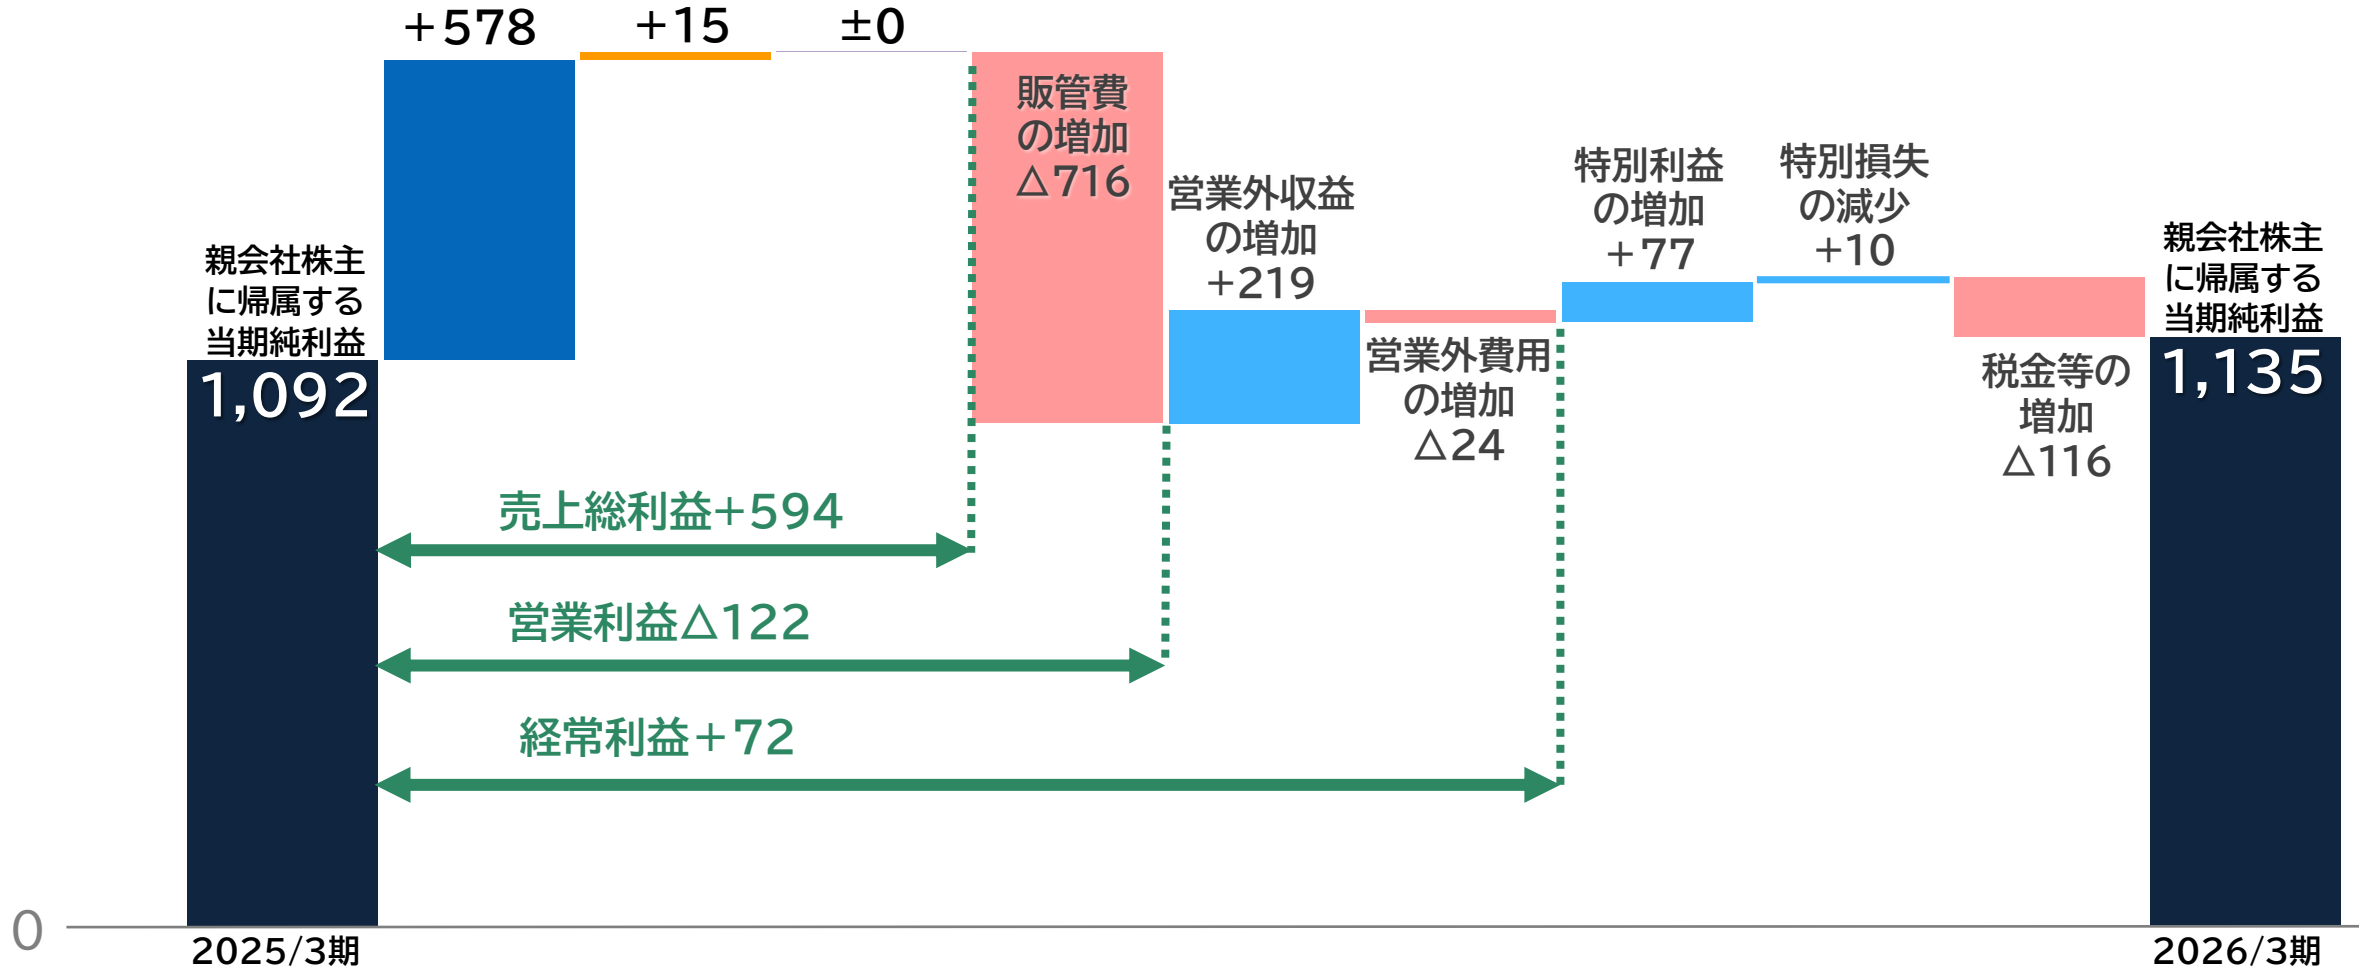 +578
+15
±0
販管費
の増加
△716
営業外収益
の増加
+219
営業外費用
の増加
△24
特別利益
の増加
+77
特別損失
の減少
+10
税金等の
増加
△116
親会社株主
に帰属する
当期純利益
1,092
親会社株主
に帰属する
当期純利益
1,135
売上総利益+594
営業利益△122
経常利益+72
0
2025/3期
2026/3期